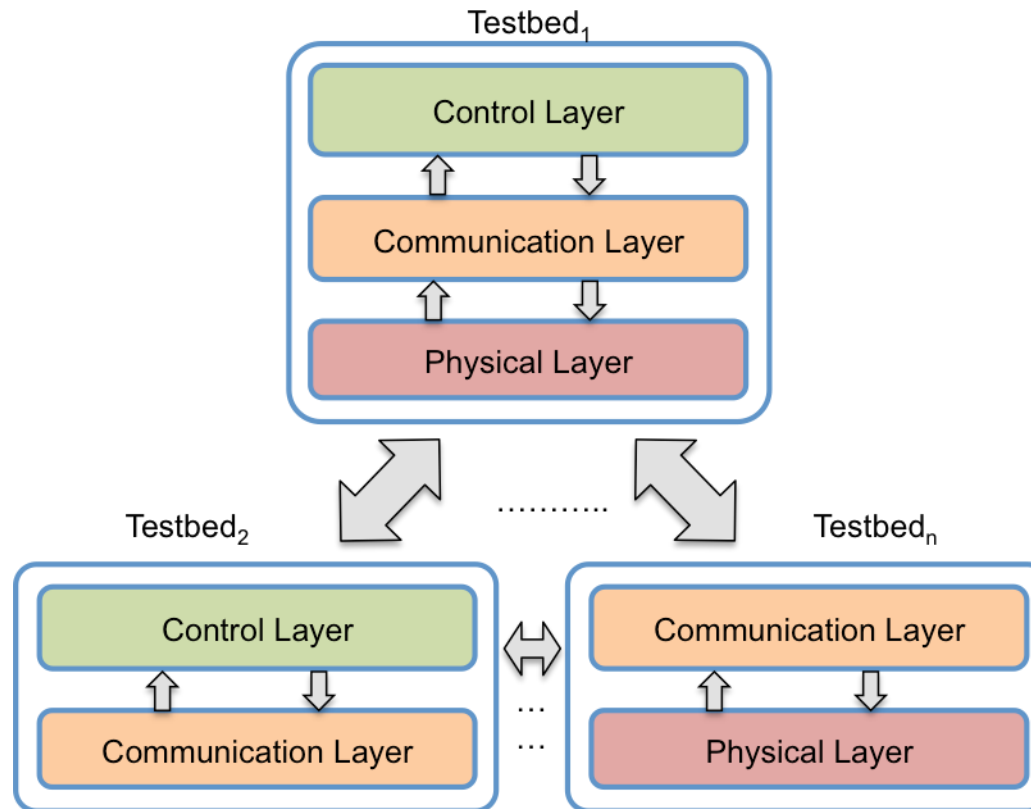 Testbed₁
Control Layer
Communication Layer
Physical Layer
...........
Testbed₂
Testbedₙ
Control Layer
Communication Layer
Communication Layer
Physical Layer
...
...